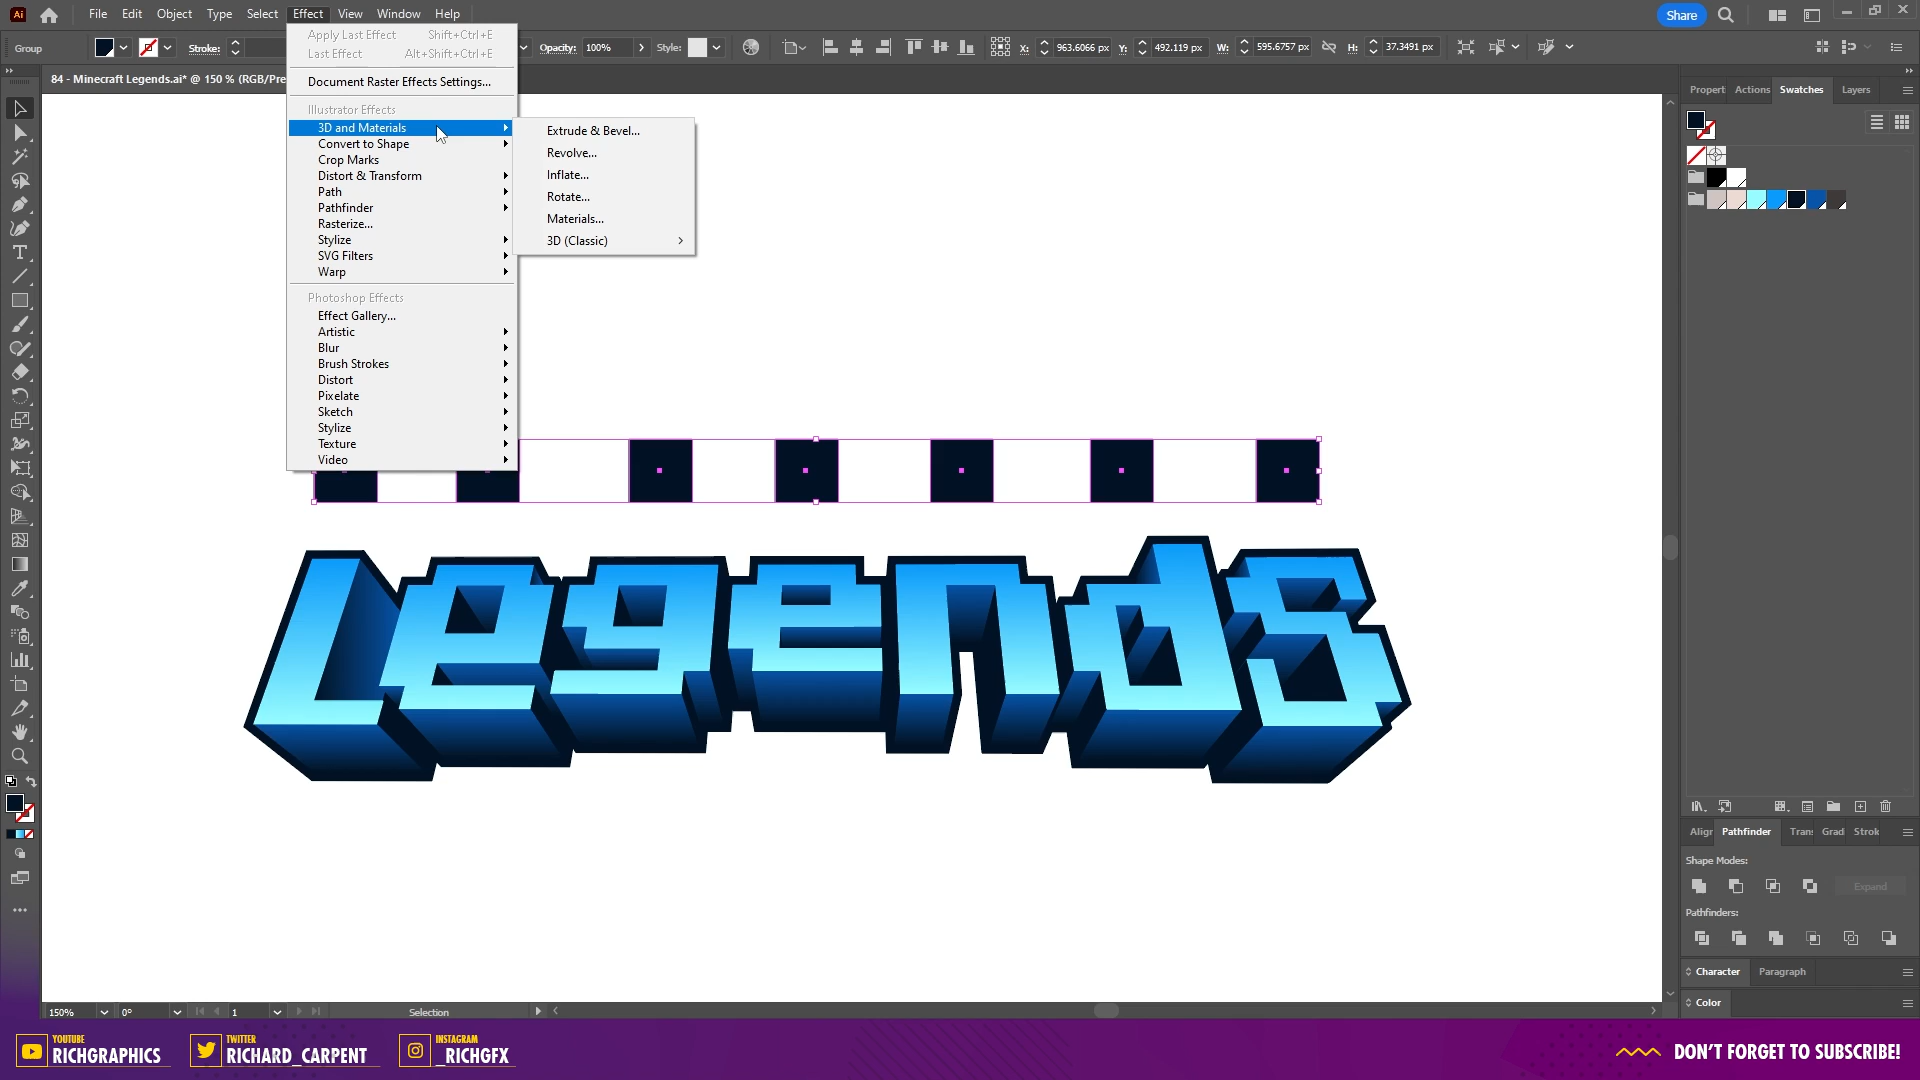 Ai File Edit Object Type Select Effect View Window Help Share
Group Stroke: Opacity: 100% Style: X: 963.6066 px Y: 492.119 px W: 595.6757 px H: 37.3491 px
84 - Minecraft Legends.ai* @ 150 % (RGB/Pre
Apply Last Effect Shift+Ctrl+E
Last Effect Alt+Shift+Ctrl+E
Document Raster Effects Settings...
Illustrator Effects
3D and Materials
Convert to Shape
Crop Marks
Distort & Transform
Path
Pathfinder
Rasterize...
Stylize
SVG Filters
Warp
Photoshop Effects
Effect Gallery...
Artistic
Blur
Brush Strokes
Distort
Pixelate
Sketch
Stylize
Texture
Video
Extrude & Bevel...
Revolve...
Inflate...
Rotate...
Materials...
3D (Classic)
Legends
Propert Actions Swatches Layers
Aligr Pathfinder Trans Grad Strok
Shape Modes:
Expand
Pathfinders:
Character Paragraph
Color
150% 0° 1 Selection
YOUTUBE
RICHGRAPHICS
TWITTER
RICHARD_CARPENT
INSTAGRAM
_RICHGFX
DON'T FORGET TO SUBSCRIBE!